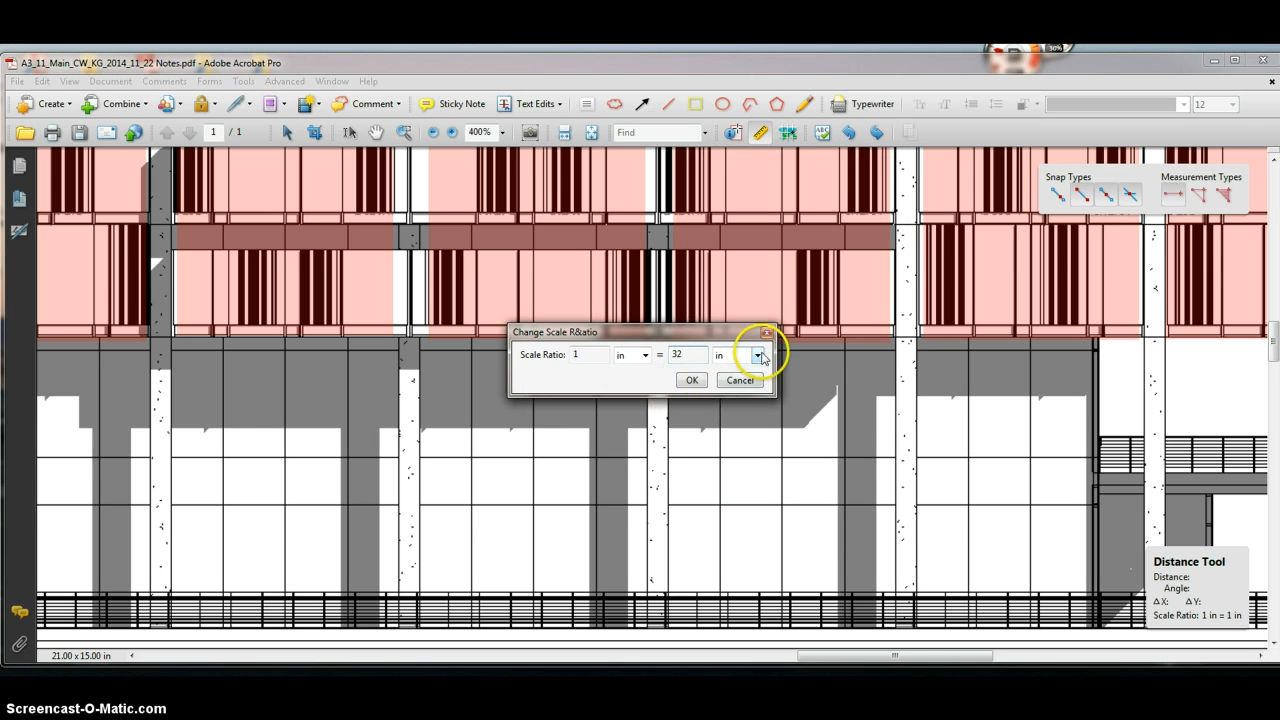 30%
A3_11_Main_CW_KG_2014_11_22 Notes.pdf - Adobe Acrobat Pro
File Edit View Document Comments Forms Tools Advanced Window Help
Create Combine Comment Sticky Note Text Edits Typewriter Tr Tr 12
1 / 1 400% Find
Snap Types Measurement Types
Change Scale R&atio
Scale Ratio: 1 in = 32 in
OK Cancel
Distance Tool
Distance:
Angle:
Δ X: Δ Y:
Scale Ratio: 1 in = 1 in
21.00 x 15.00 in
Screencast-O-Matic.com